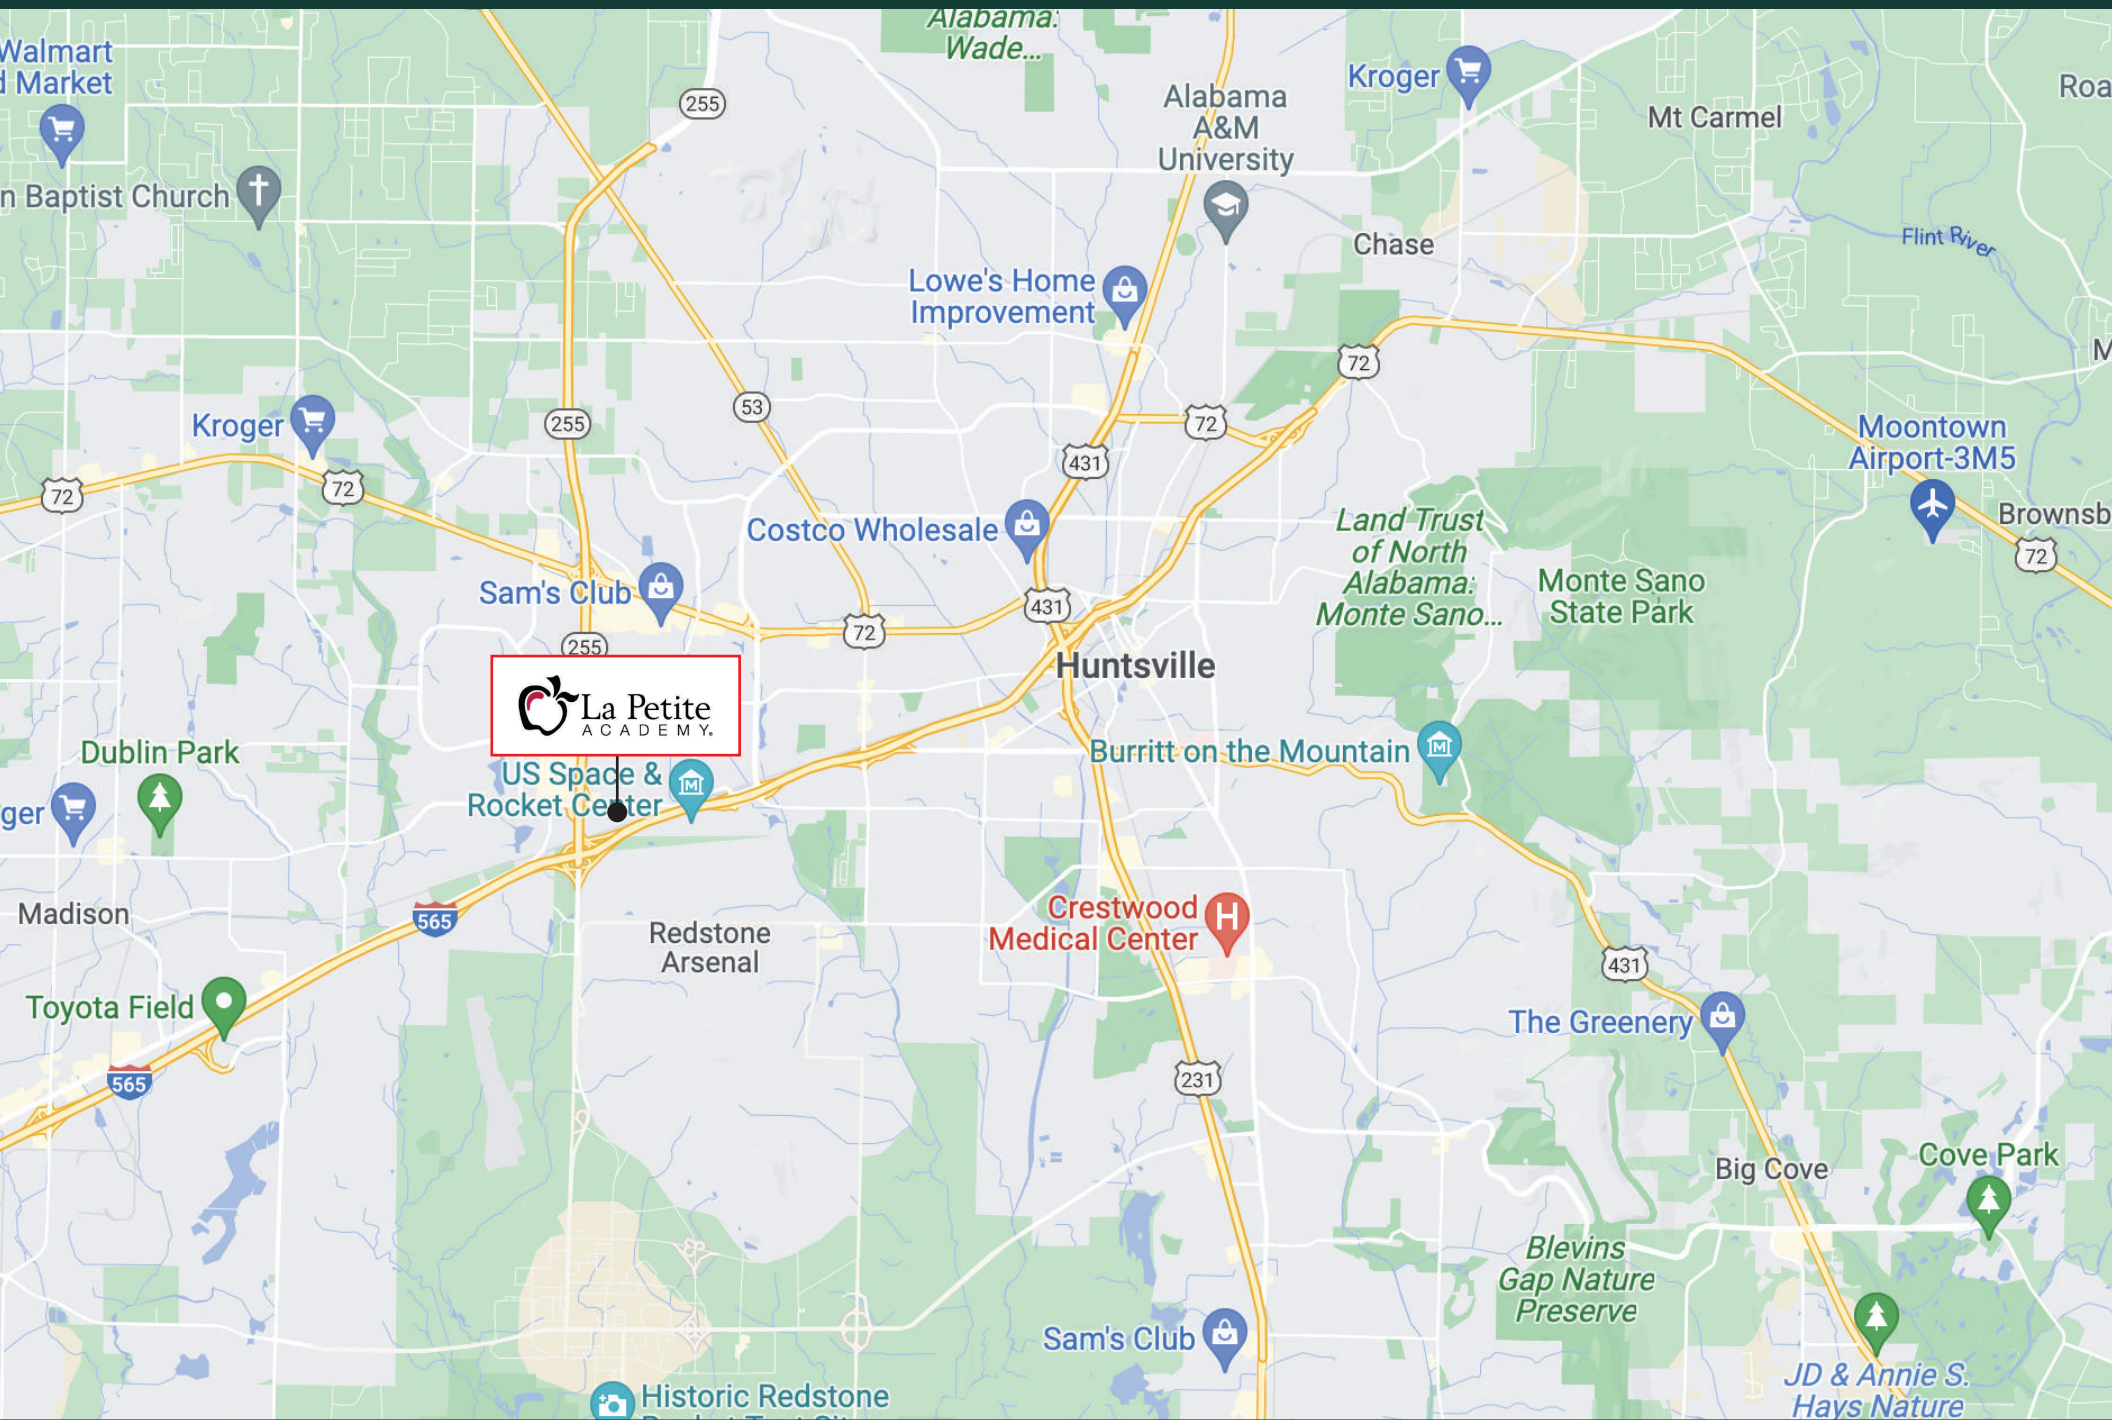 Alabama:
Wade...
Walmart
d Market
255
Kroger
Alabama
A&M
University
Mt Carmel
n Baptist Church
Chase
Flint River
Lowe's Home
Improvement
72
53
255
Kroger
72
431
Moontown
Airport-3M5
72
72
Costco Wholesale
Land Trust
of North
Alabama:
Monte Sano...
Brownsb
72
Sam's Club
431
Monte Sano
State Park
72
255
Huntsville
La Petite
ACADEMY.
Dublin Park
US Space &
Rocket Center
M
Burritt on the Mountain
M
ger
Madison
565
Redstone
Arsenal
Crestwood
Medical Center
H
431
Toyota Field
The Greenery
565
231
Big Cove
Cove Park
Blevins
Gap Nature
Preserve
Sam's Club
JD & Annie S.
Hays Nature
Historic Redstone